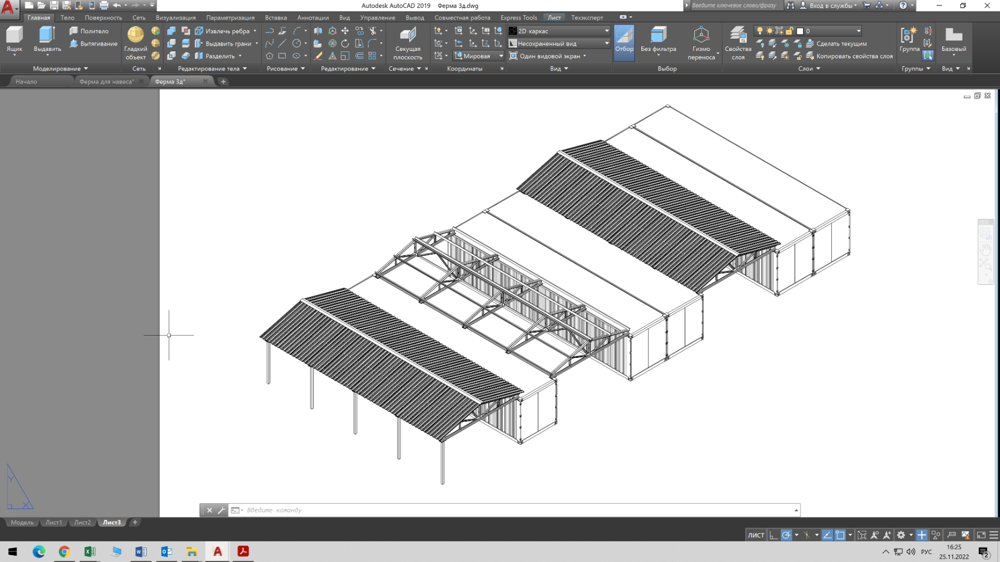 Autodesk AutoCAD 2019 Ферма 3д.dwg
Введите ключевое слово/фразу
Вход в службы
Главная Тело Поверхность Сеть Визуализация Параметризация Вставка Аннотации Вид Управление Вывод Совместная работа Express Tools Лист Техэксперт
Ящик
Выдавить
Политело
Вытягивание
Моделирование
Гладкий
объект
Сеть
Извлечь ребра
Выдавить грани
Разделить
Редактирование тела
Рисование
Редактирование
Секущая
плоскость
Сечение
Мировая
Координаты
2D каркас
Несохраненный вид
Один видовой экран
Вид
Отбор
Без фильтра
Гизмо
переноса
Выбор
Свойства
слоя
0
Сделать текущим
Копировать свойства слоя
Слои
Группа
Группы
Базовый
Вид
Начало Ферма для навеса* Ферма 3д*
Y
X
Введите команду
Модель Лист1 Лист2 Лист3
ЛИСТ
РУС
16:25
25.11.2022
2